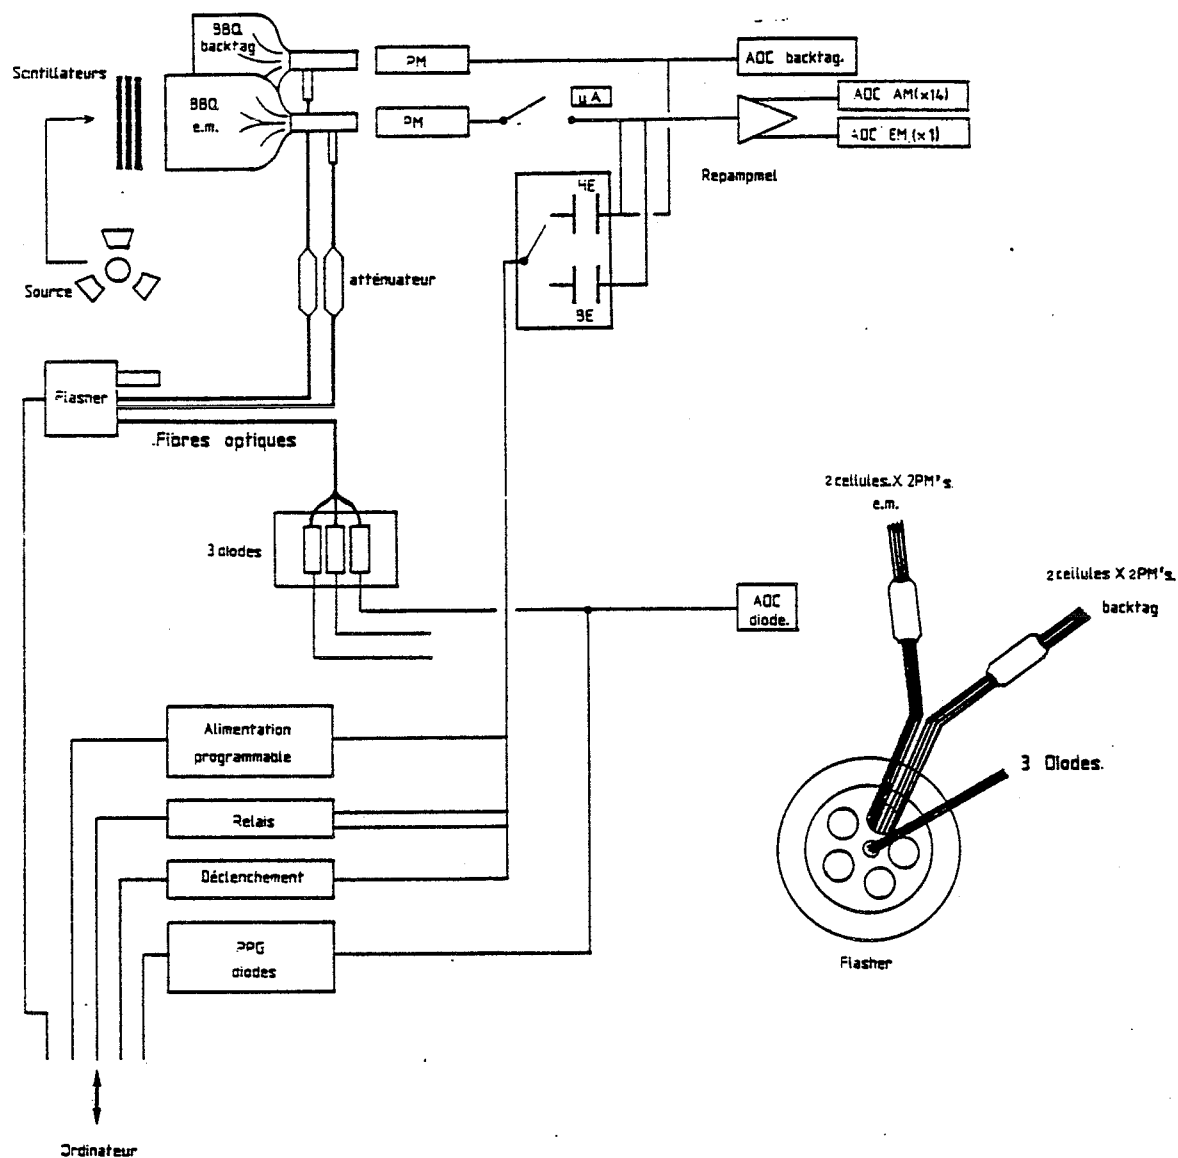 BBQ
backtag
Scintillateurs
PM
ADC backtag.
BBQ
e.m.
PM
µA
ADC AM(x14)
ADC EM(x1)
Repampmel
4E
9E
Source
atténuateur
Flasher
Fibres optiques
3 diodes
ADC
diode.
2 cellules X 2PM's.
e.m.
2 cellules X 2PM's.
backtag
3 Diodes.
Flasher
Alimentation
programmable
Relais
Déclenchement
PPG
diodes
Ordinateur